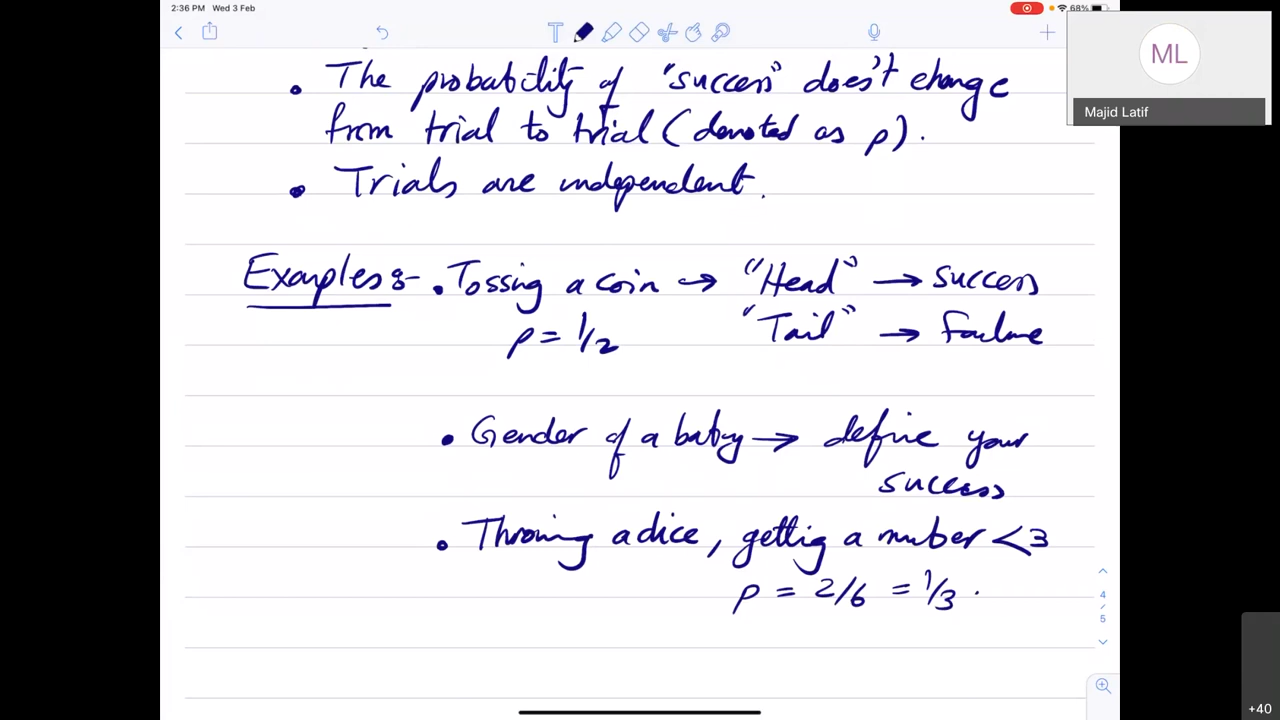 2:36 PM Wed 3 Feb
68%
ML
Majid Latif
• The probability of "success" does't change
from trial to trial (denoted as p).
• Trials are independent.
Examples:- • Tossing a coin → "Head" → success
p = 1/2 "Tail" → Failure
• Gender of a baby → define your
success
• Throwing a dice, getting a number <3
p = 2/6 = 1/3.
4
/
5
+40